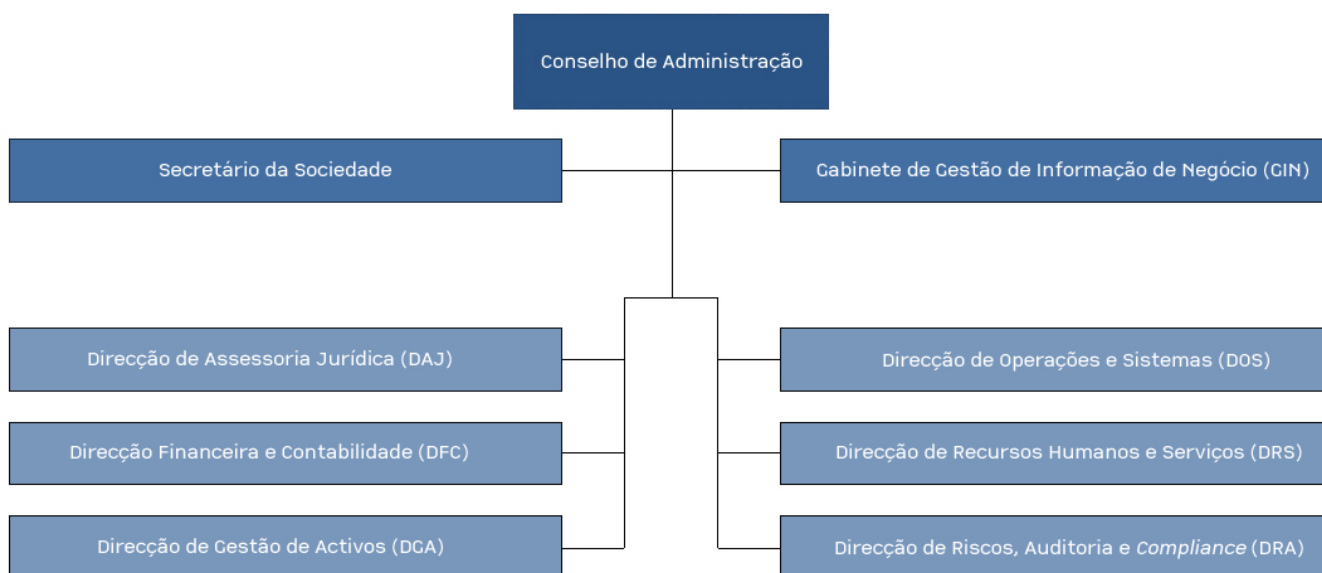 Conselho de Administração
Secretário da Sociedade
Gabinete de Gestão de Informação de Negócio (GIN)
Direcção de Assessoria Jurídica (DAJ)
Direcção de Operações e Sistemas (DOS)
Direcção Financeira e Contabilidade (DFC)
Direcção de Recursos Humanos e Serviços (DRS)
Direcção de Gestão de Activos (DGA)
Direcção de Riscos, Auditoria e Compliance (DRA)